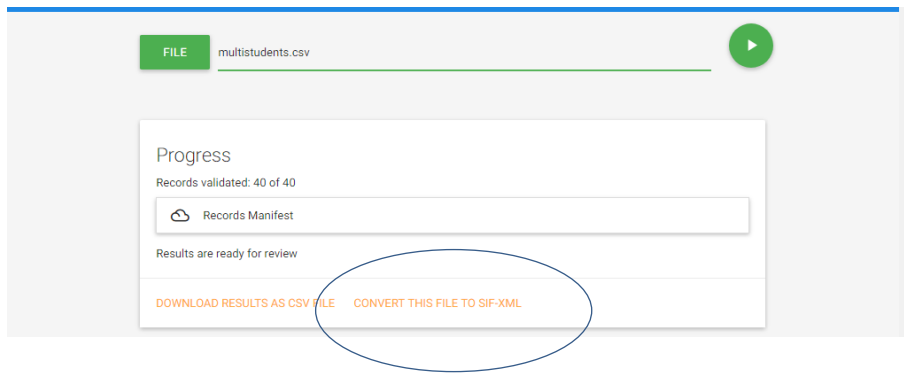 FILE multistudents.csv
Progress
Records validated: 40 of 40
Records Manifest
Results are ready for review
DOWNLOAD RESULTS AS CSV FILE CONVERT THIS FILE TO SIF-XML